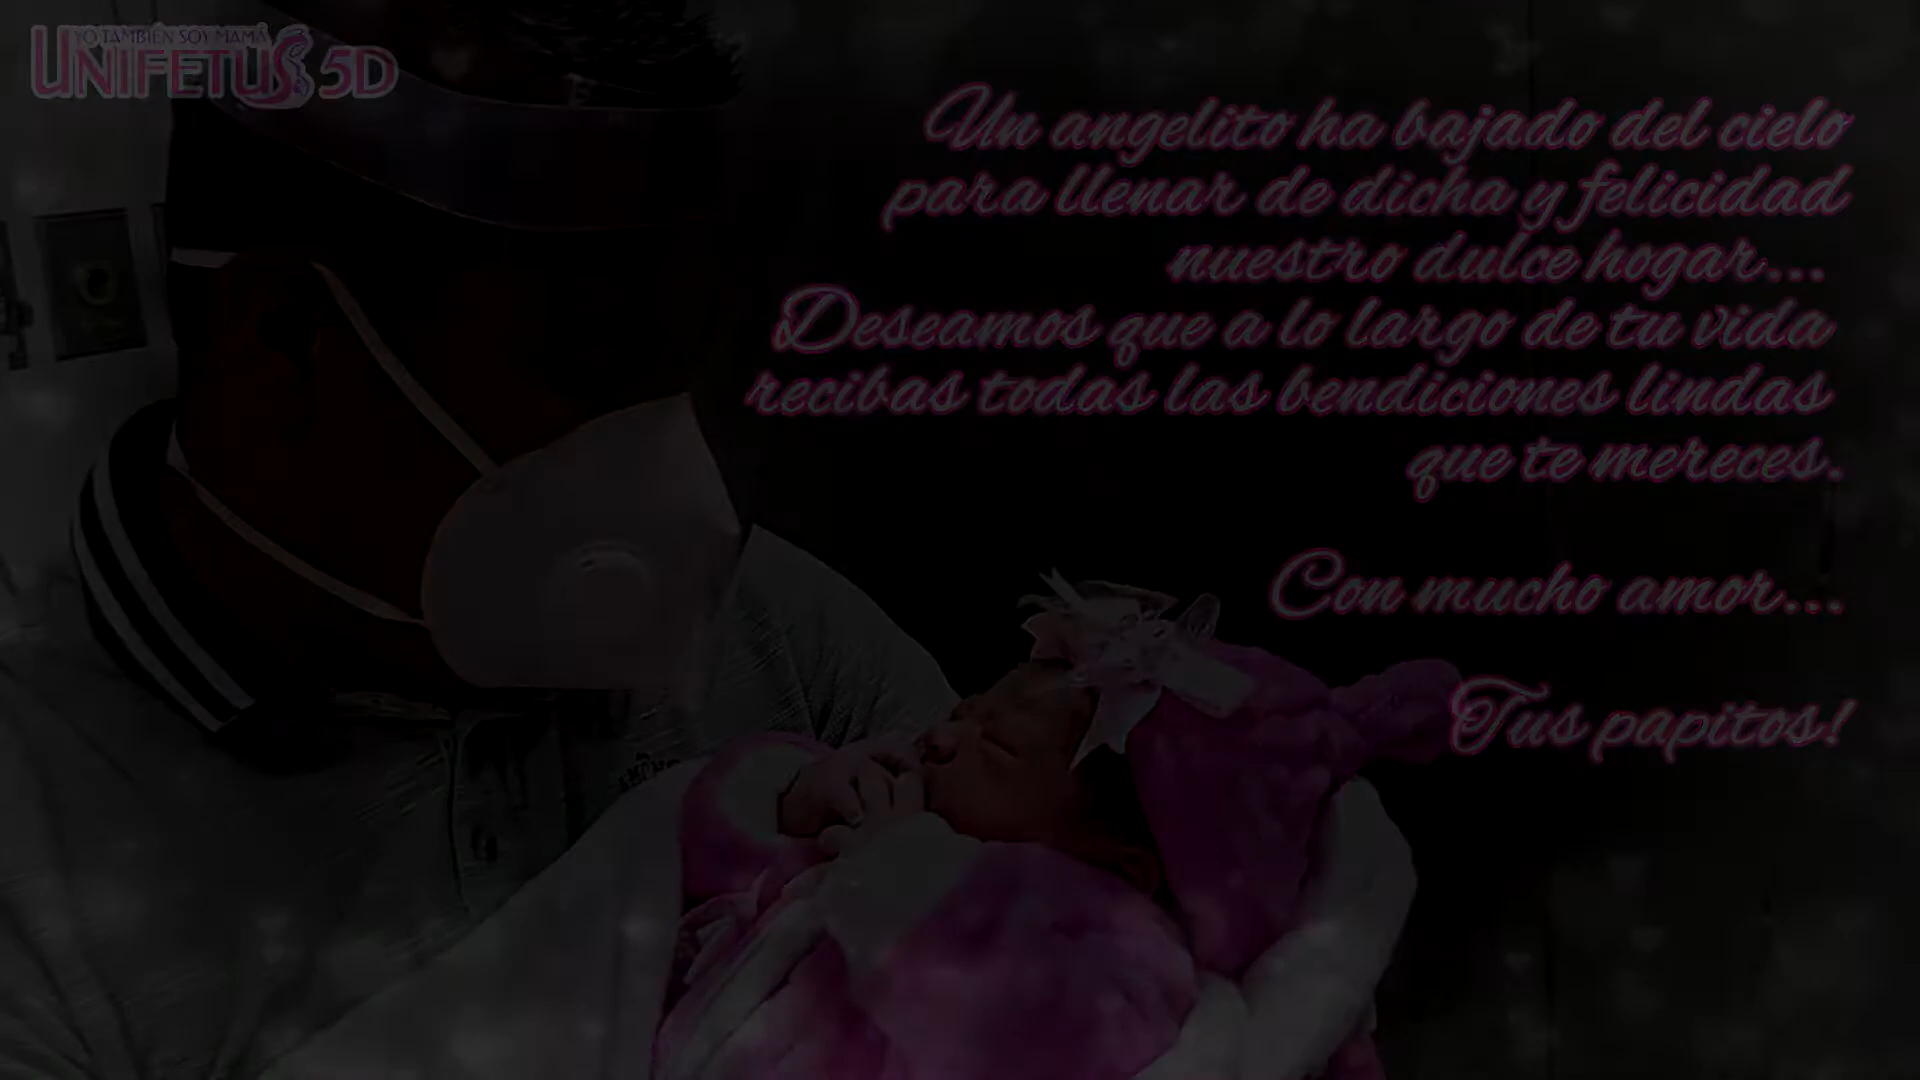 YO TAMBIÉN SOY MAMÁ
UNIFETUS 5D
Un angelito ha bajado del cielo
para llenar de dicha y felicidad
nuestro dulce hogar...
Deseamos que a lo largo de tu vida
recibas todas las bendiciones lindas
que te mereces.
Con mucho amor...
Tus papitos!